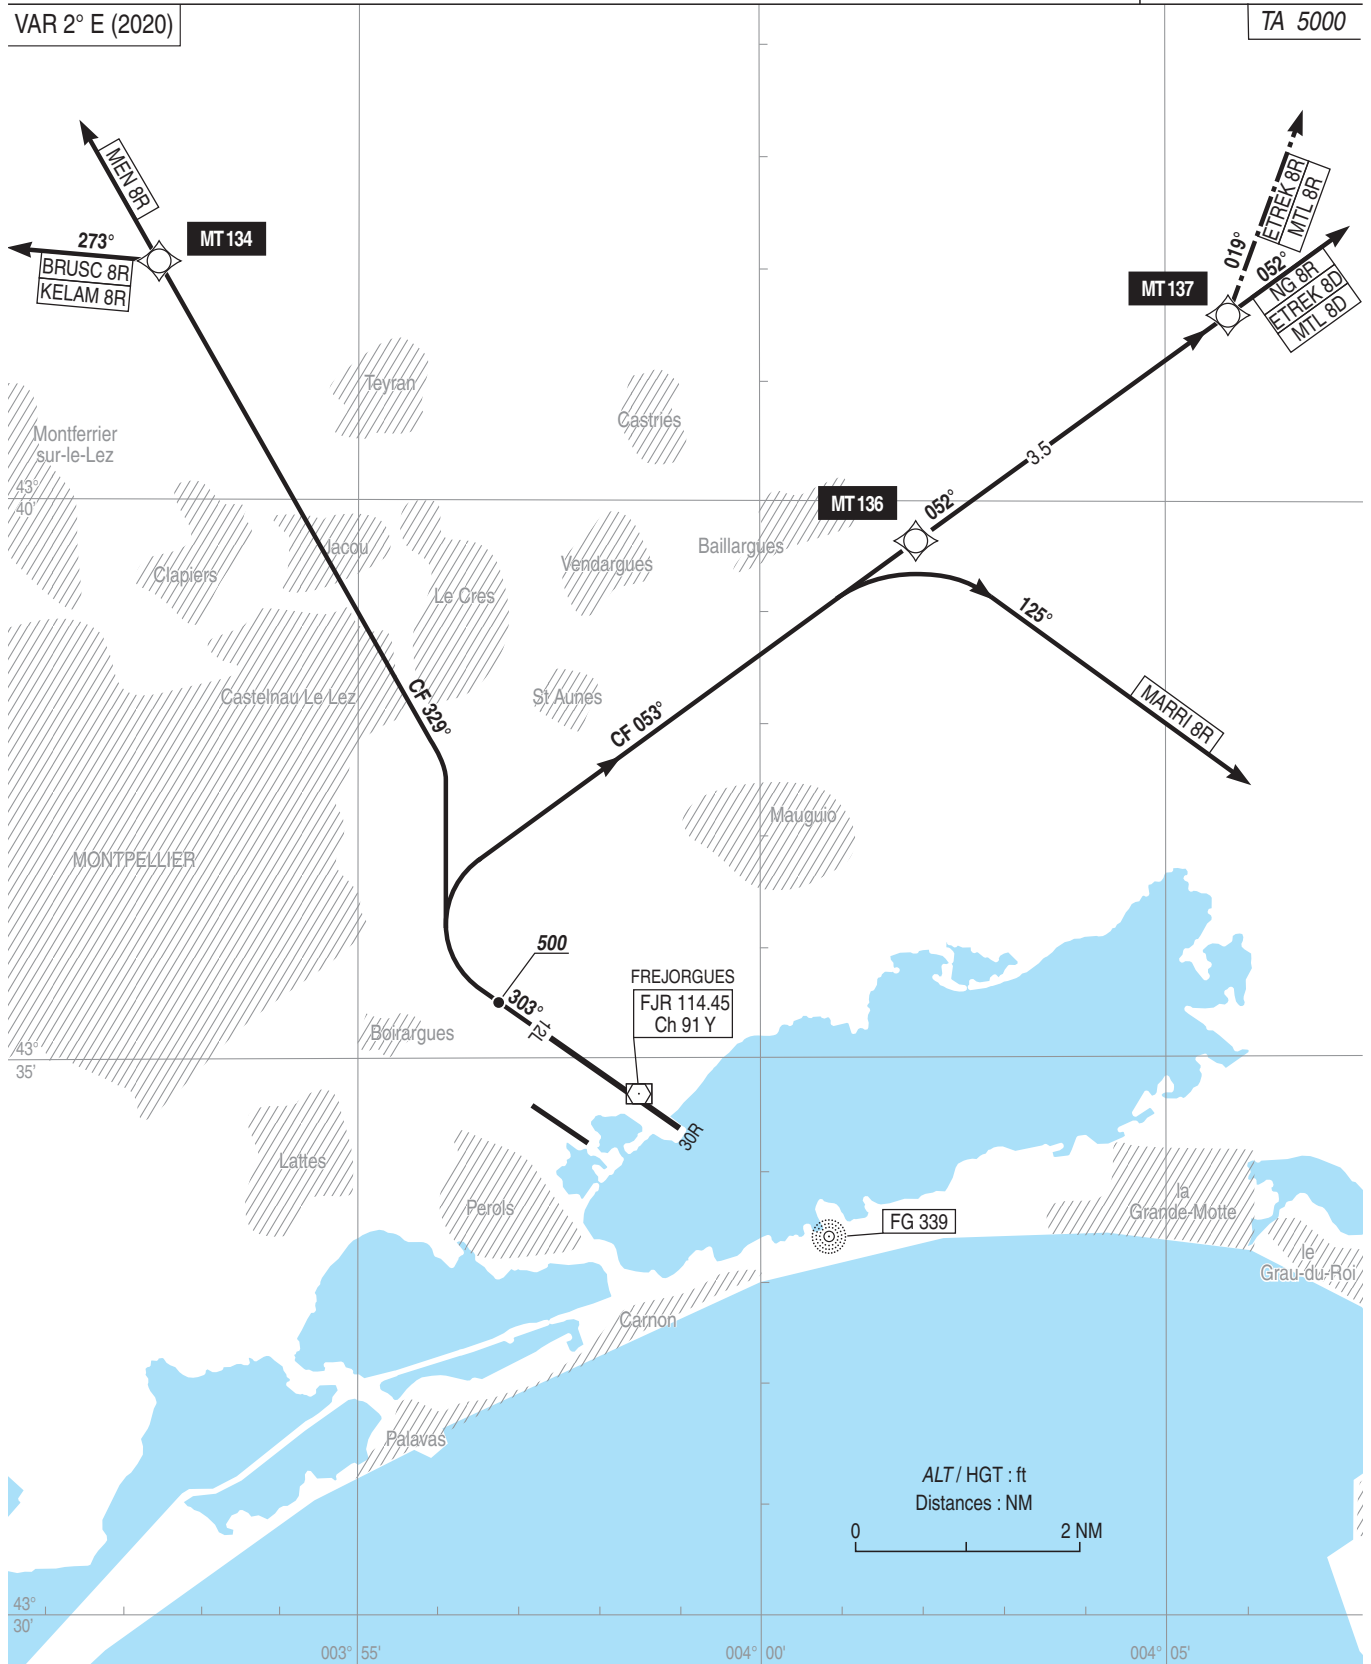 VAR 2° E (2020)
TA 5000
MEN 8R
MT 134
273°
BRUSC 8R
KELAM 8R
ETREK 8R
MTL 8R
019°
052°
NG 8R
ETREK 8D
MTL 8D
MT 137
Teyran
Castries
Montferrier
sur-le-Lez
3.5
43°
40'
MT 136
052°
Jacou
Baillargues
Clapiers
Vendargues
Le Cres
125°
Castelnau Le Lez
St Aunes
CF 329°
CF 053°
MARRI 8R
Mauguio
MONTPELLIER
500
FREJORGUES
FJR 114.45
Ch 91 Y
303°
12L
Boirargues
43°
35'
30R
Lattes
Perols
la
Grande-Motte
FG 339
le
Grau-du-Roi
Carnon
Palavas
ALT / HGT : ft
Distances : NM
0
2 NM
43°
30'
003° 55'
004° 00'
004° 05'